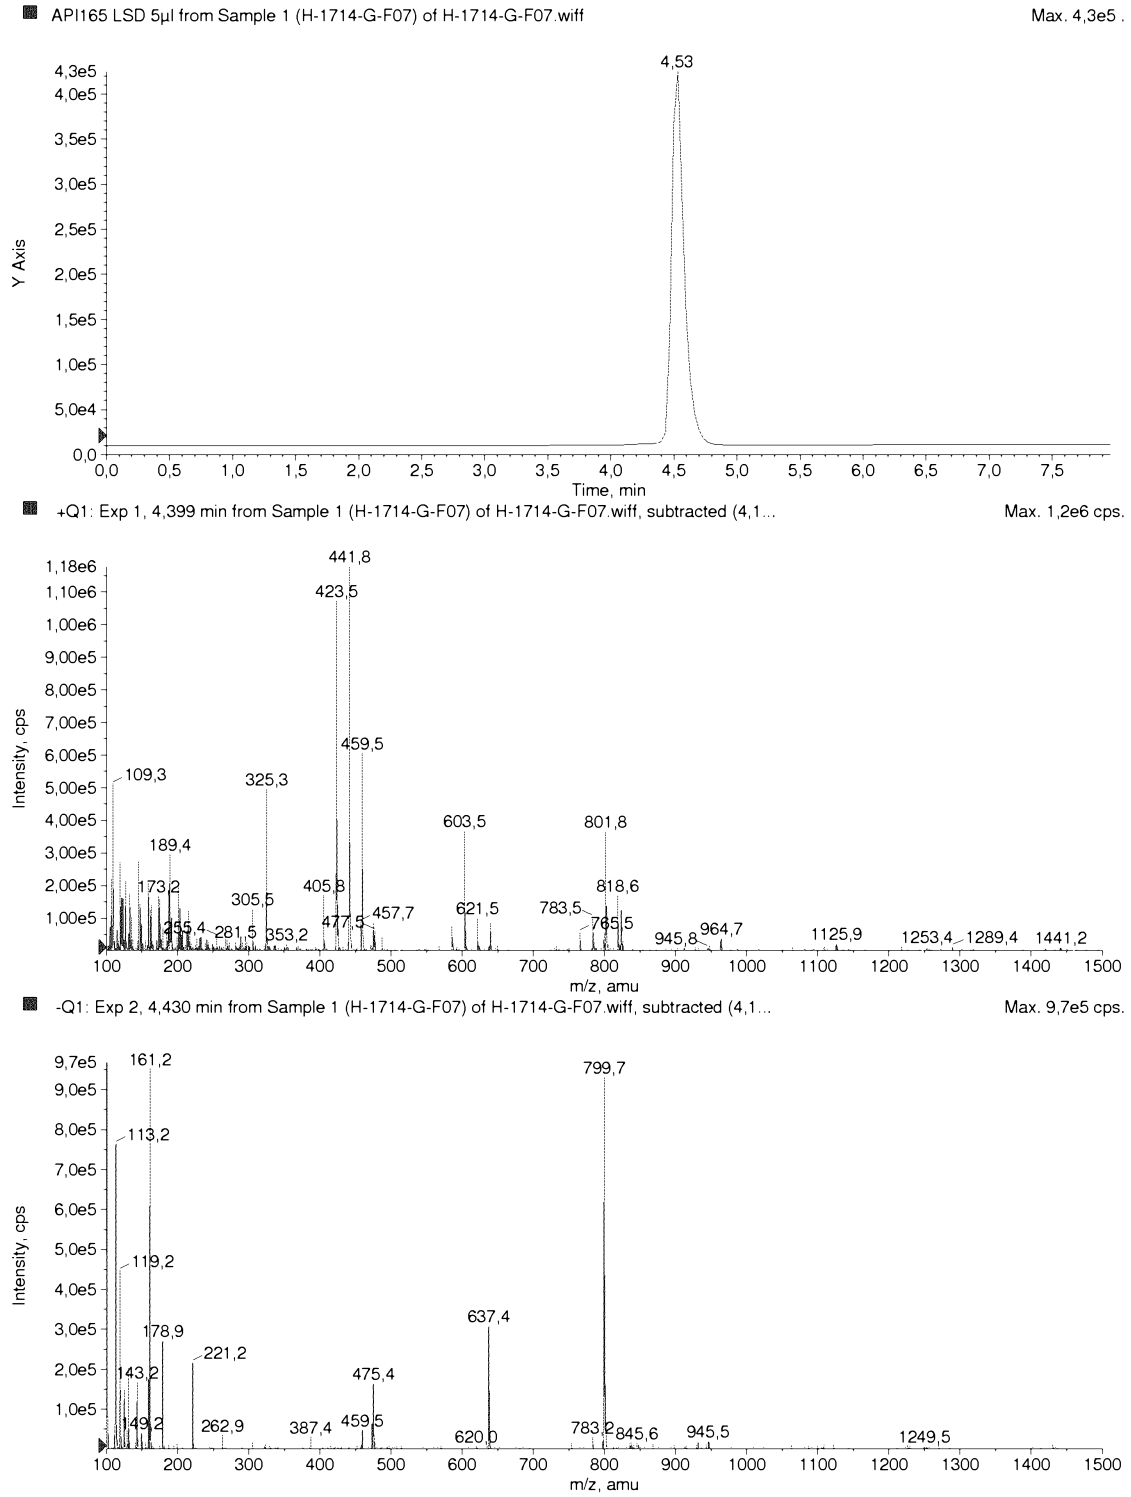 API165 LSD 5µl from Sample 1 (H-1714-G-F07) of H-1714-G-F07.wiff Max. 4,3e5 .
4,53
4,3e5
4,0e5
3,5e5
3,0e5
2,5e5
2,0e5
1,5e5
1,0e5
5,0e4
0,0
Y Axis
0,0 0,5 1,0 1,5 2,0 2,5 3,0 3,5 4,0 4,5 5,0 5,5 6,0 6,5 7,0 7,5
Time, min
+Q1: Exp 1, 4,399 min from Sample 1 (H-1714-G-F07) of H-1714-G-F07.wiff, subtracted (4,1... Max. 1,2e6 cps.
441,8
1,18e6
1,10e6
1,00e6
9,00e5
8,00e5
7,00e5
6,00e5
5,00e5
4,00e5
3,00e5
2,00e5
1,00e5
Intensity, cps
423,5
459,5
109,3
325,3
603,5
801,8
189,4
173,2
405,8
818,6
305,5
457,7
621,5
783,5
477,5
765,5
255,4
281,5
353,2
945,8
964,7
1125,9
1253,4
1289,4
1441,2
100 200 300 400 500 600 700 800 900 1000 1100 1200 1300 1400 1500
m/z, amu
-Q1: Exp 2, 4,430 min from Sample 1 (H-1714-G-F07) of H-1714-G-F07.wiff, subtracted (4,1... Max. 9,7e5 cps.
161,2
799,7
9,7e5
9,0e5
8,0e5
7,0e5
6,0e5
5,0e5
4,0e5
3,0e5
2,0e5
1,0e5
Intensity, cps
113,2
119,2
637,4
178,9
221,2
143,2
475,4
149,2
262,9
387,4
459,5
620,0
783,2
845,6
945,5
1249,5
100 200 300 400 500 600 700 800 900 1000 1100 1200 1300 1400 1500
m/z, amu